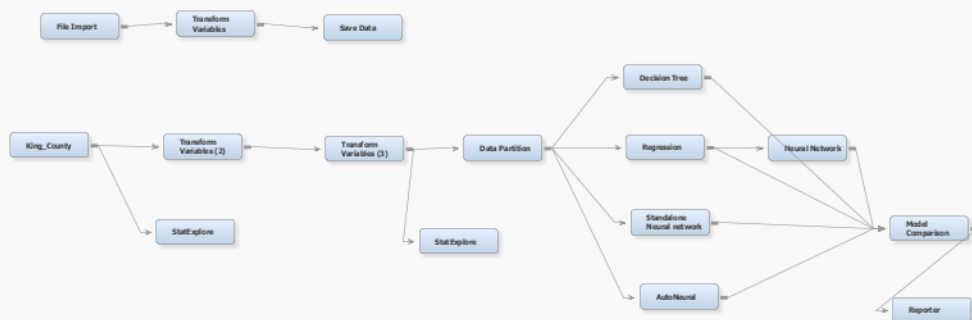 File Import
Transform
Variables
Save Data
Decision Tree
King_County
Transform
Variables (2)
Transform
Variables (3)
Data Partition
Regression
Neural Network
StatExplore
StatExplore
Standalone
Neural network
Model
Comparison
AutoNeural
Reporter